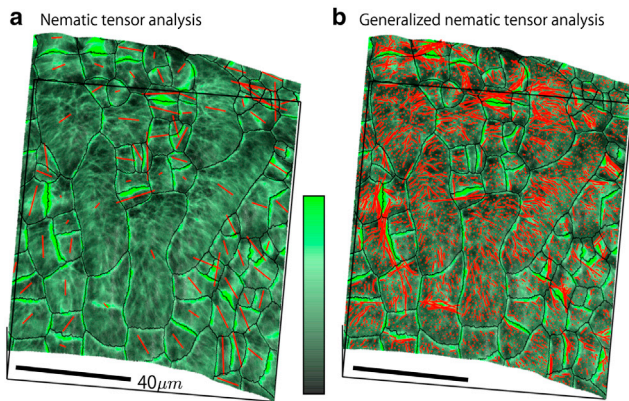 a Nematic tensor analysis
b Generalized nematic tensor analysis
40μm